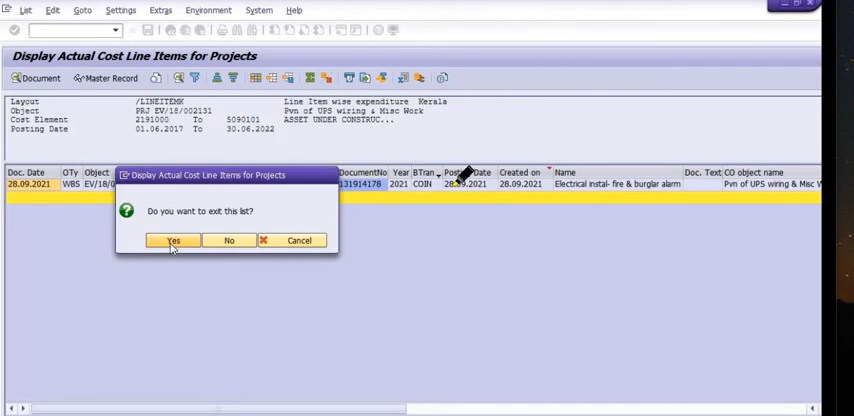 List Edit Goto Settings Extras Environment System Help
Display Actual Cost Line Items for Projects
Document Master Record
Layout /LINEITEMK Line Item wise expenditure Kerala
Object PRJ EV/18/002131 Pvn of UPS wiring & Misc Work
Cost Element 2191000 To 5090101 ASSET UNDER CONSTRUC...
Posting Date 01.06.2017 To 30.06.2022
Doc. Date OTy Object DocumentNo Year BTran Date Created on Name Doc. Text CO object name
28.09.2021 WBS EV/18/0 131914178 2021 COIN 28.09.2021 28.09.2021 Electrical instal- fire & burglar alarm Pvn of UPS wiring & Misc W
Display Actual Cost Line Items for Projects
Do you want to exit this list?
Yes No Cancel